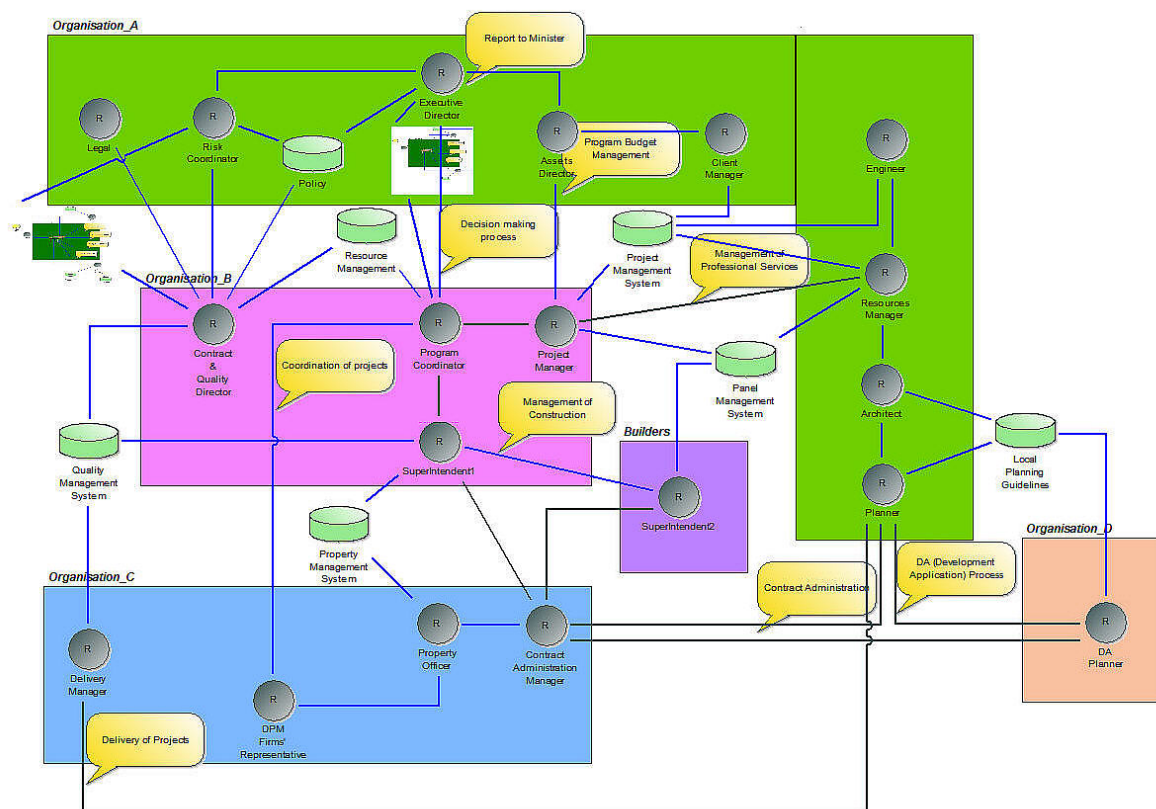 Organisation_A
Report to Minister
R
Executive
Director
R
Legal
R
Risk
Coordinator
Policy
R
Assets
Director
Program Budget
Management
R
Client
Manager
R
Engineer
Resource
Management
Decision making
process
Project
Management
System
Management of
Professional Services
R
Resources
Manager
Organisation_B
R
Contract
&
Quality
Director
R
Program
Coordinator
R
Project
Manager
Coordination of projects
Panel
Management
System
R
Architect
Management of
Construction
Quality
Management
System
R
SuperIntendent1
Builders
R
SuperIntendent2
Local
Planning
Guidelines
R
Planner
Property
Management
System
Organisation_D
DA (Development
Application) Process
Contract Administration
R
DA
Planner
Organisation_C
R
Delivery
Manager
R
Property
Officer
R
Contract
Administration
Manager
R
DPM
Firms'
Representative
Delivery of Projects